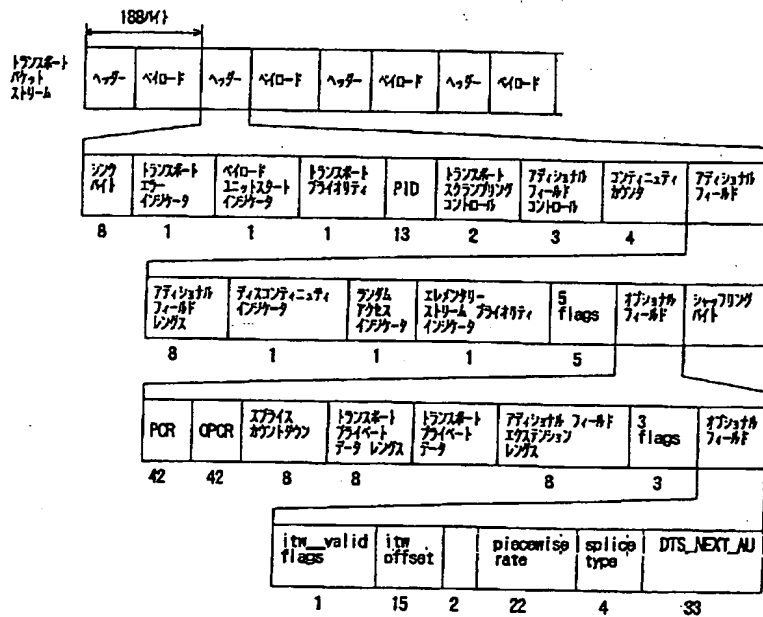 188バイト
トランスポート
パケット
ストリーム
ヘッダー ペイロード ヘッダー ペイロード ヘッダー ペイロード ヘッダー ペイロード
シンク
バイト
トランスポート
エラー
インジケータ
ペイロード
ユニットスタート
インジケータ
トランスポート
プライオリティ
PID
トランスポート
スクランブリング
コントロール
アディショナル
フィールド
コントロール
コンティニュティ
カウンタ
アディショナル
フィールド
8 1 1 1 13 2 3 4
アディショナル
フィールド
レングス
ディスコンティニュティ
インジケータ
ランダム
アクセス
インジケータ
エレメンタリー
ストリーム プライオリティ
インジケータ
5
flags
オプショナル
フィールド
シャッフリング
バイト
8 1 1 1 5
PCR
OPCR
スプライス
カウントダウン
トランスポート
プライベート
データ レングス
トランスポート
プライベート
データ
アディショナル フィールド
エクステンション
レングス
3
flags
オプショナル
フィールド
42 42 8 8 8 3
itw_valid
flags
itw
offset
piecewise
rate
splice
type
DTS_NEXT_AU
1 15 2 22 4 33